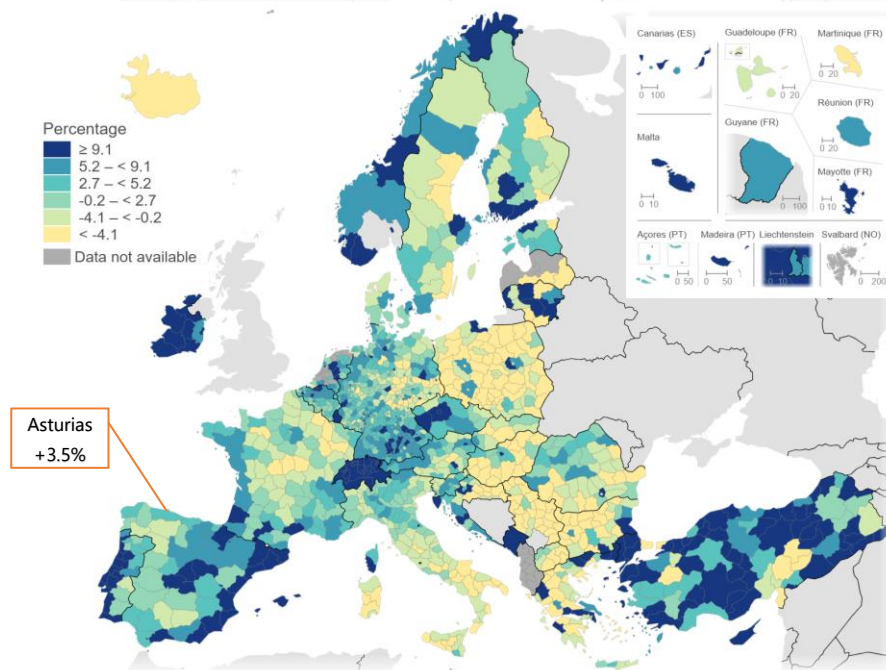 Canarias (ES)
0 100
Guadeloupe (FR)
0 20
Martinique (FR)
0 20
Malta
0 10
Guyane (FR)
0 100
Réunion (FR)
0 20
Mayotte (FR)
0 10
Açores (PT)
0 50
Madeira (PT)
0 50
Liechtenstein
0 10
Svalbard (NO)
0 200
Percentage
≥ 9.1
5.2 – < 9.1
2.7 – < 5.2
-0.2 – < 2.7
-4.1 – < -0.2
< -4.1
Data not available
Asturias
+3.5%